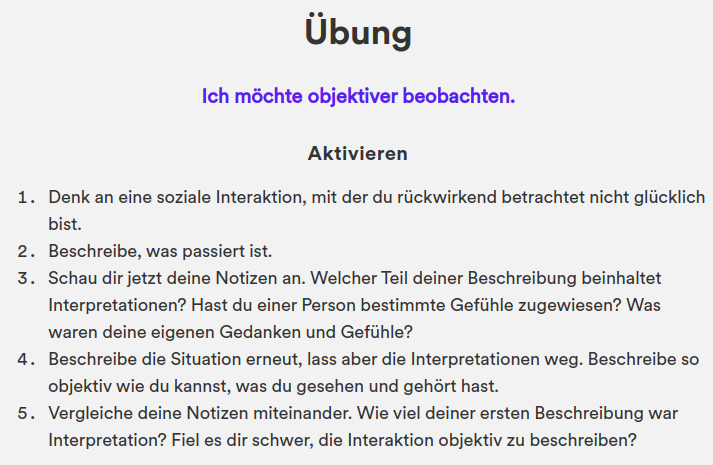 Übung
Ich möchte objektiver beobachten.
Aktivieren
1. Denk an eine soziale Interaktion, mit der du rückwirkend betrachtet nicht glücklich
bist.
2. Beschreibe, was passiert ist.
3. Schau dir jetzt deine Notizen an. Welcher Teil deiner Beschreibung beinhaltet
Interpretationen? Hast du einer Person bestimmte Gefühle zugewiesen? Was
waren deine eigenen Gedanken und Gefühle?
4. Beschreibe die Situation erneut, lass aber die Interpretationen weg. Beschreibe so
objektiv wie du kannst, was du gesehen und gehört hast.
5. Vergleiche deine Notizen miteinander. Wie viel deiner ersten Beschreibung war
Interpretation? Fiel es dir schwer, die Interaktion objektiv zu beschreiben?